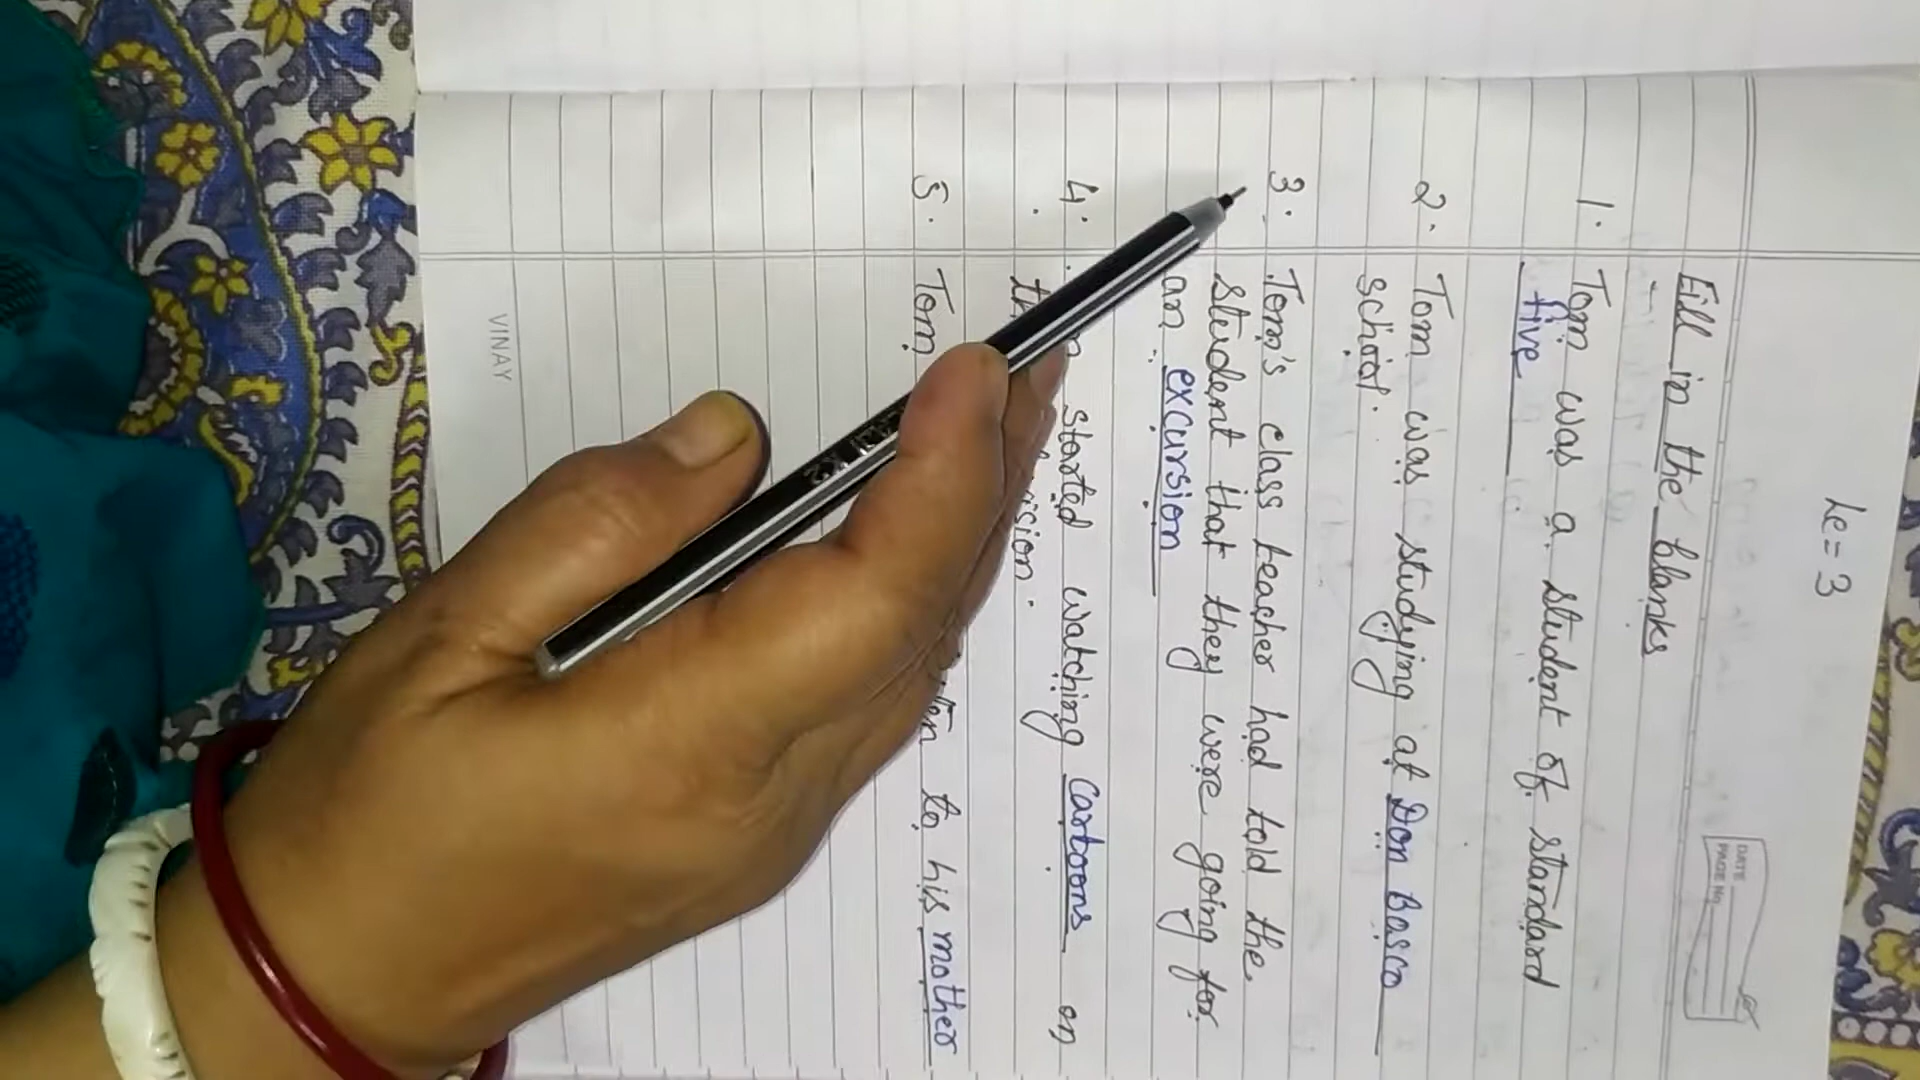 Le = 3
DATE
PAGE No.
Fill in the blanks
1. Tom was a student of standard
five
2. Tom was studying at Don Basco
school.
3. Tom's class teacher had told the
student that they were going for
an excursion
4. started watching Cartoons on
5. Tom to his mother
VINAY